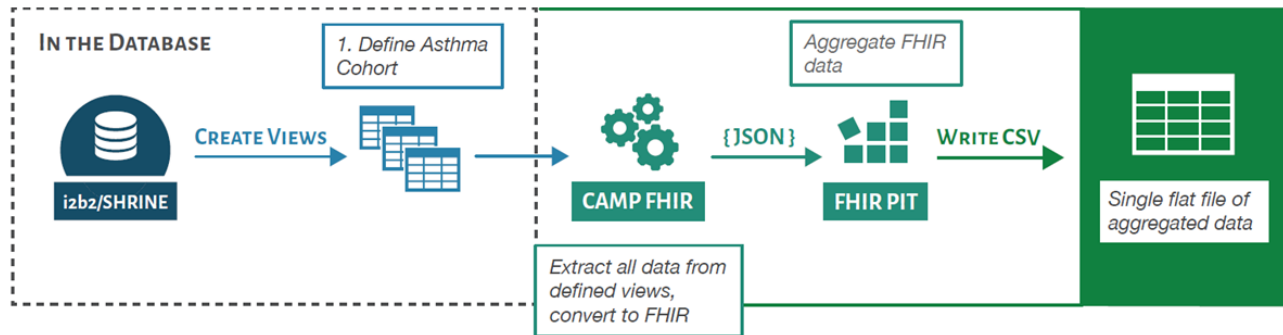 IN THE DATABASE
1. Define Asthma
Cohort
CREATE VIEWS
i2b2/SHRINE
Aggregate FHIR
data
{JSON}
WRITE CSV
CAMP FHIR
FHIR PIT
Extract all data from
defined views,
convert to FHIR
Single flat file of
aggregated data